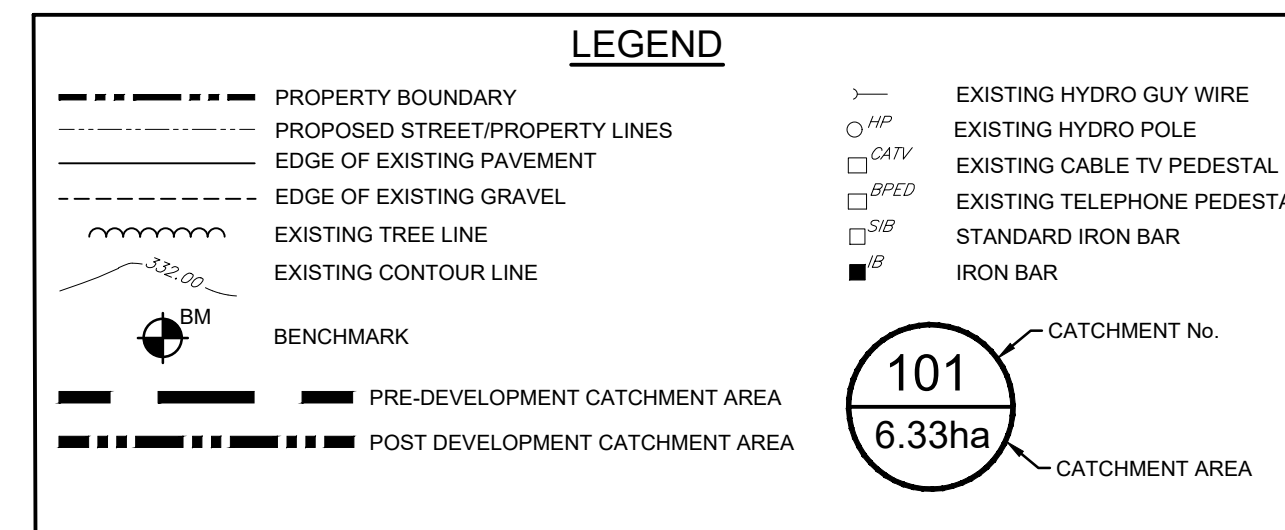 LEGEND
PROPERTY BOUNDARY
PROPOSED STREET/PROPERTY LINES
EDGE OF EXISTING PAVEMENT
EDGE OF EXISTING GRAVEL
EXISTING TREE LINE
332.00 EXISTING CONTOUR LINE
BM BENCHMARK
PRE-DEVELOPMENT CATCHMENT AREA
POST DEVELOPMENT CATCHMENT AREA
EXISTING HYDRO GUY WIRE
HP EXISTING HYDRO POLE
CATV EXISTING CABLE TV PEDESTAL
BPED EXISTING TELEPHONE PEDESTA
SIB STANDARD IRON BAR
IB IRON BAR
CATCHMENT No.
101
6.33ha
CATCHMENT AREA